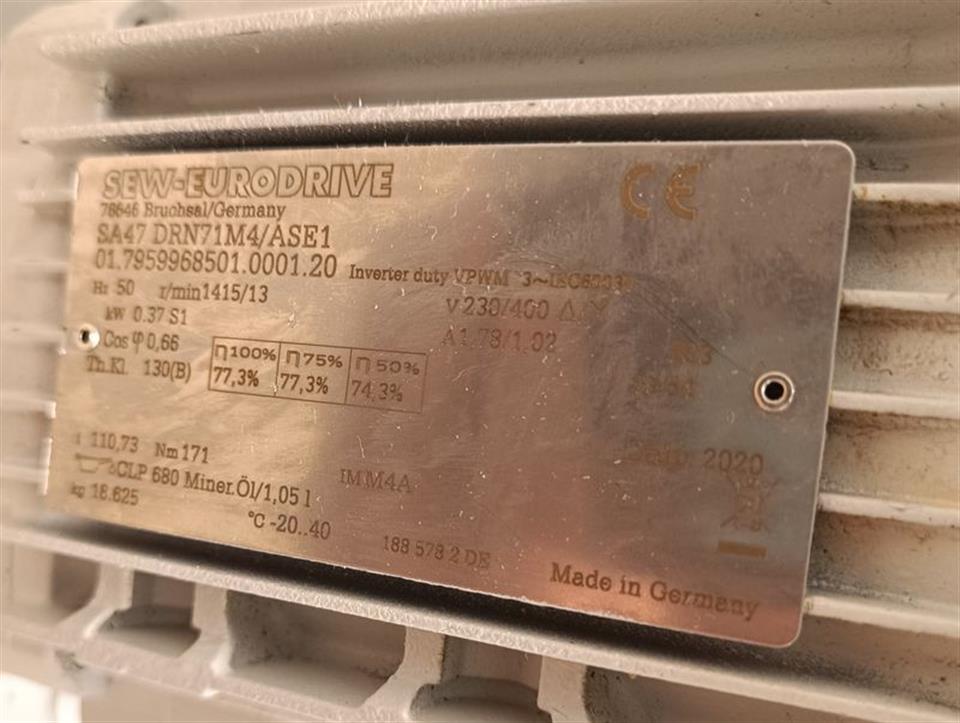 SEW-EURODRIVE
CE
76646 Bruchsal/Germany
SA47 DRN71M4/ASE1
01.7959968501.0001.20 Inverter duty VPWM 3~
Hz 50 r/min1415/13 V 230/400 Δ/Y
kW 0.37 S1 A 1.78/1.02
Cos φ 0,66
Th.Kl. 130(B)
η100% η75% η50%
77,3% 77,3% 74,3%
i 110,73 Nm 171 IM M4A 2020
CLP 680 Miner.Öl/1,05 l
kg 18.625
°C -20..40 188 578 2 DE Made in Germany